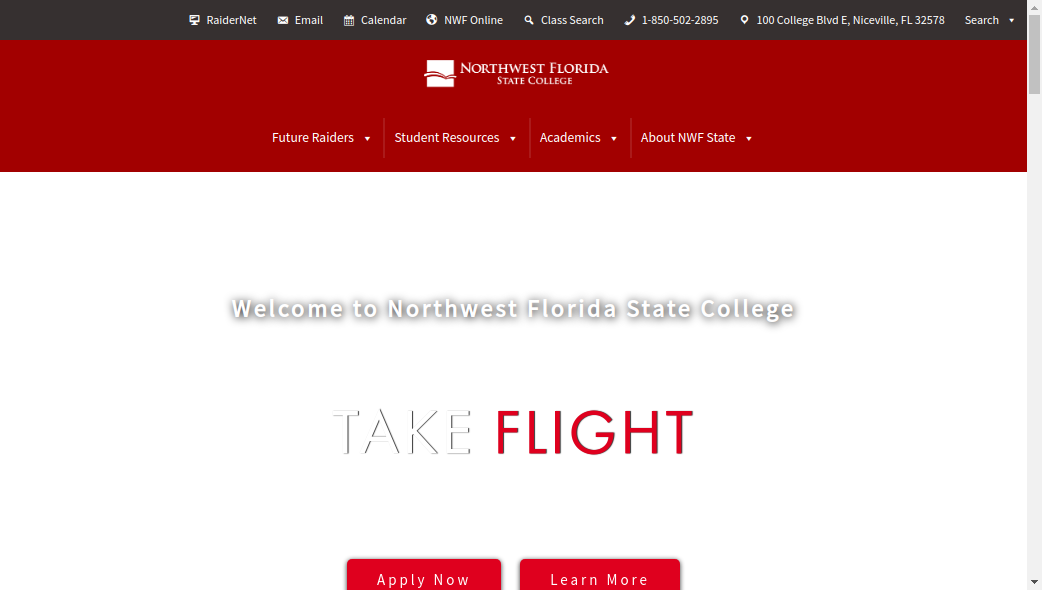 RaiderNet Email Calendar NWF Online Class Search 1-850-502-2895 100 College Blvd E, Niceville, FL 32578 Search
Northwest Florida
State College
Future Raiders Student Resources Academics About NWF State
Welcome to Northwest Florida State College
TAKE FLIGHT
Apply Now Learn More